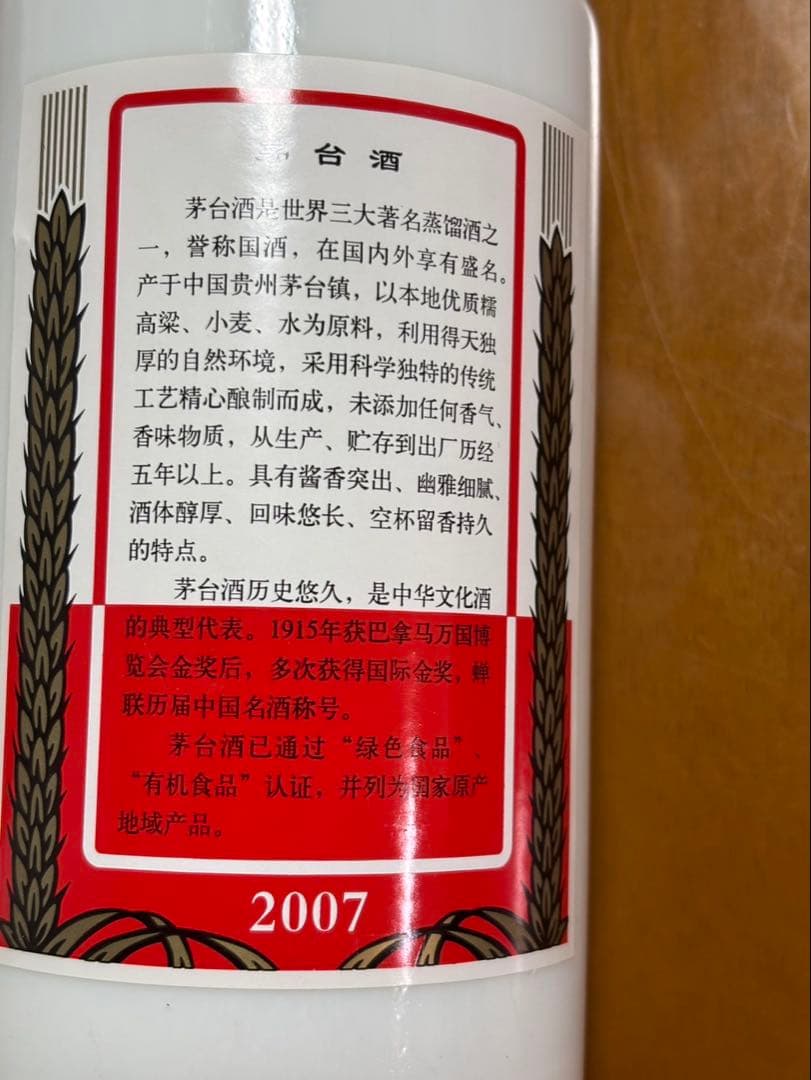 台酒
茅台酒是世界三大著名蒸馏酒之
一，誉称国酒，在国内外享有盛名。
产于中国贵州茅台镇，以本地优质糯
高粱、小麦、水为原料，利用得天独
厚的自然环境，采用科学独特的传统
工艺精心酿制而成，未添加任何香气、
香味物质，从生产、贮存到出厂历经
五年以上。具有酱香突出、幽雅细腻、
酒体醇厚、回味悠长、空杯留香持久
的特点。
茅台酒历史悠久，是中华文化酒
的典型代表。1915年获巴拿马万国博
览会金奖后，多次获得国际金奖，蝉
联历届中国名酒称号。
茅台酒已通过“绿色食品”、
“有机食品”认证，并列为国家原产
地域产品。
2007